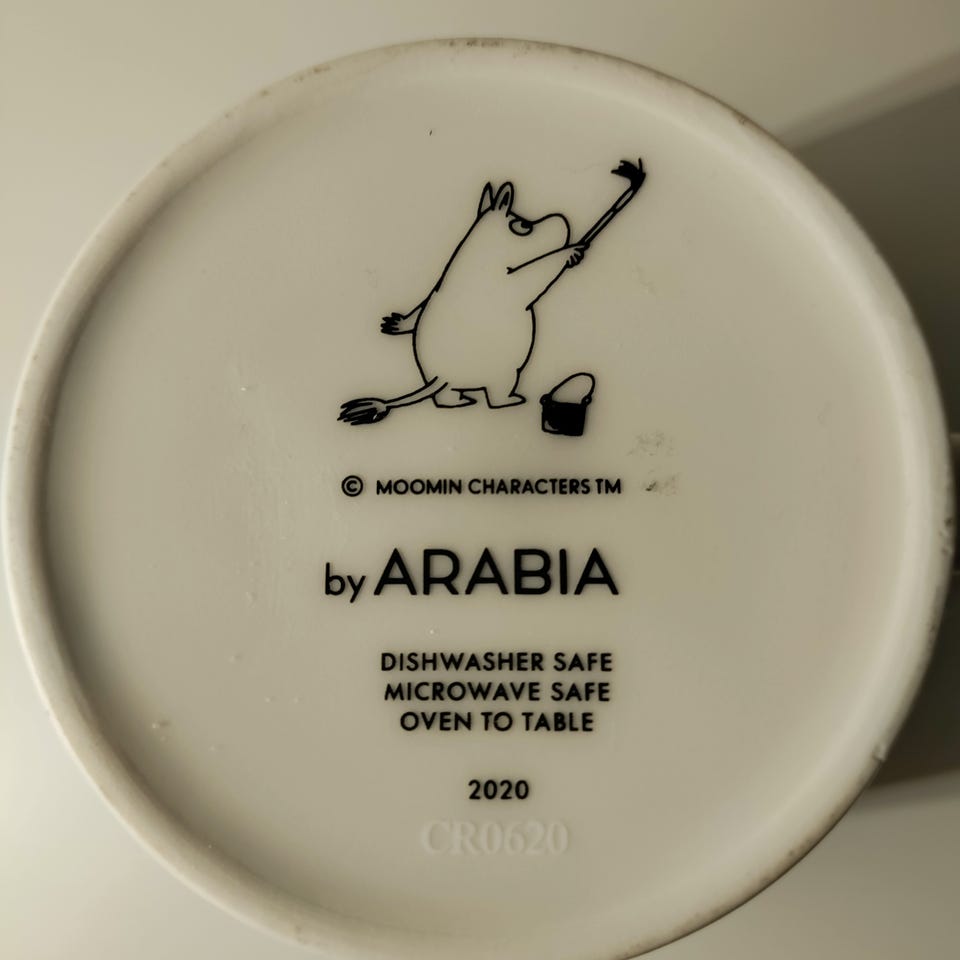 © MOOMIN CHARACTERS TM
by ARABIA
DISHWASHER SAFE
MICROWAVE SAFE
OVEN TO TABLE
2020
CR0620